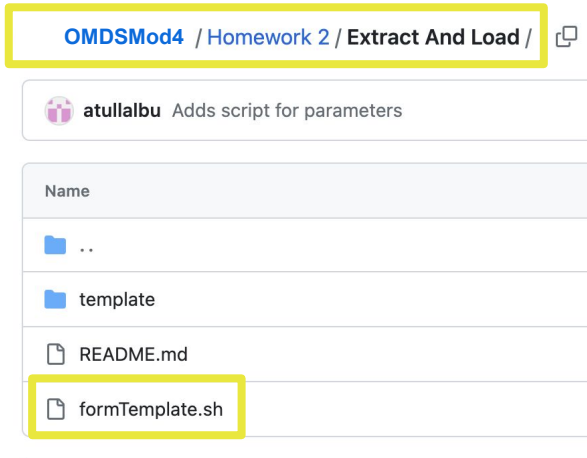 OMDSMod4 / Homework 2 / Extract And Load /
atullalbu Adds script for parameters
Name
..
template
README.md
formTemplate.sh